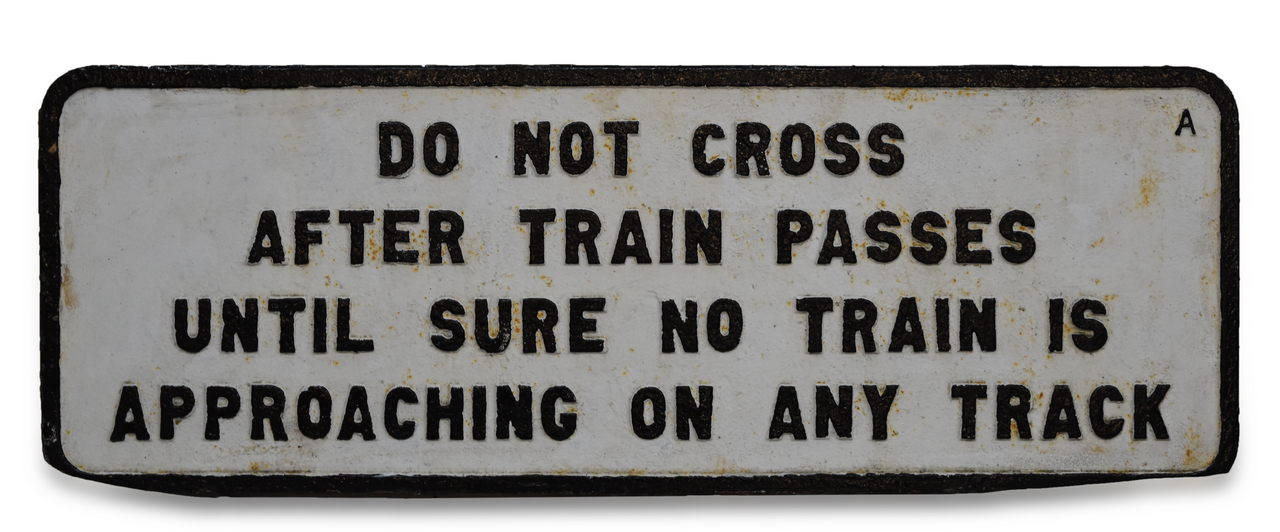 A
DO NOT CROSS
AFTER TRAIN PASSES
UNTIL SURE NO TRAIN IS
APPROACHING ON ANY TRACK